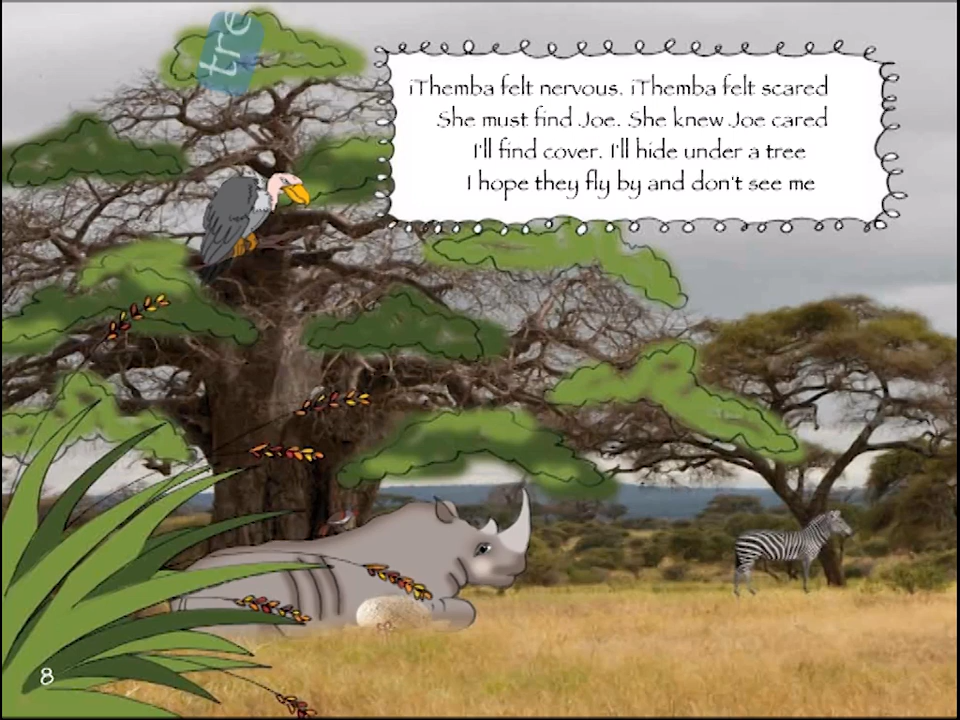 tre
iThemba felt nervous. iThemba felt scared
She must find Joe. She knew Joe cared
I'll find cover. I'll hide under a tree
I hope they fly by and don't see me
8